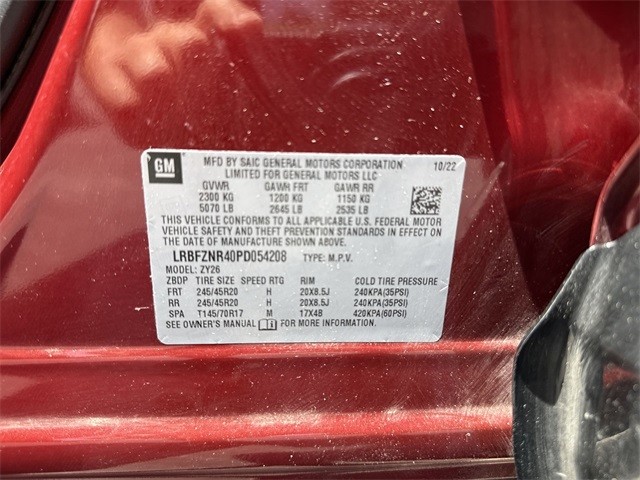 GM
MFD BY SAIC GENERAL MOTORS CORPORATION 10/22
LIMITED FOR GENERAL MOTORS LLC
GVWR GAWR FRT GAWR RR
2300 KG 1200 KG 1150 KG
5070 LB 2645 LB 2535 LB
THIS VEHICLE CONFORMS TO ALL APPLICABLE U.S. FEDERAL MOTOR
VEHICLE SAFETY AND THEFT PREVENTION STANDARDS IN EFFECT ON
THE DATE OF MANUFACTURE SHOWN ABOVE.
LRBFZNR40PD054208 TYPE: M.P.V.
MODEL: ZY26
ZBDP TIRE SIZE SPEED RTG RIM COLD TIRE PRESSURE
FRT 245/45R20 H 20X8.5J 240KPA(35PSI)
RR 245/45R20 H 20X8.5J 240KPA(35PSI)
SPA T145/70R17 M 17X4B 420KPA(60PSI)
SEE OWNER'S MANUAL FOR MORE INFORMATION.